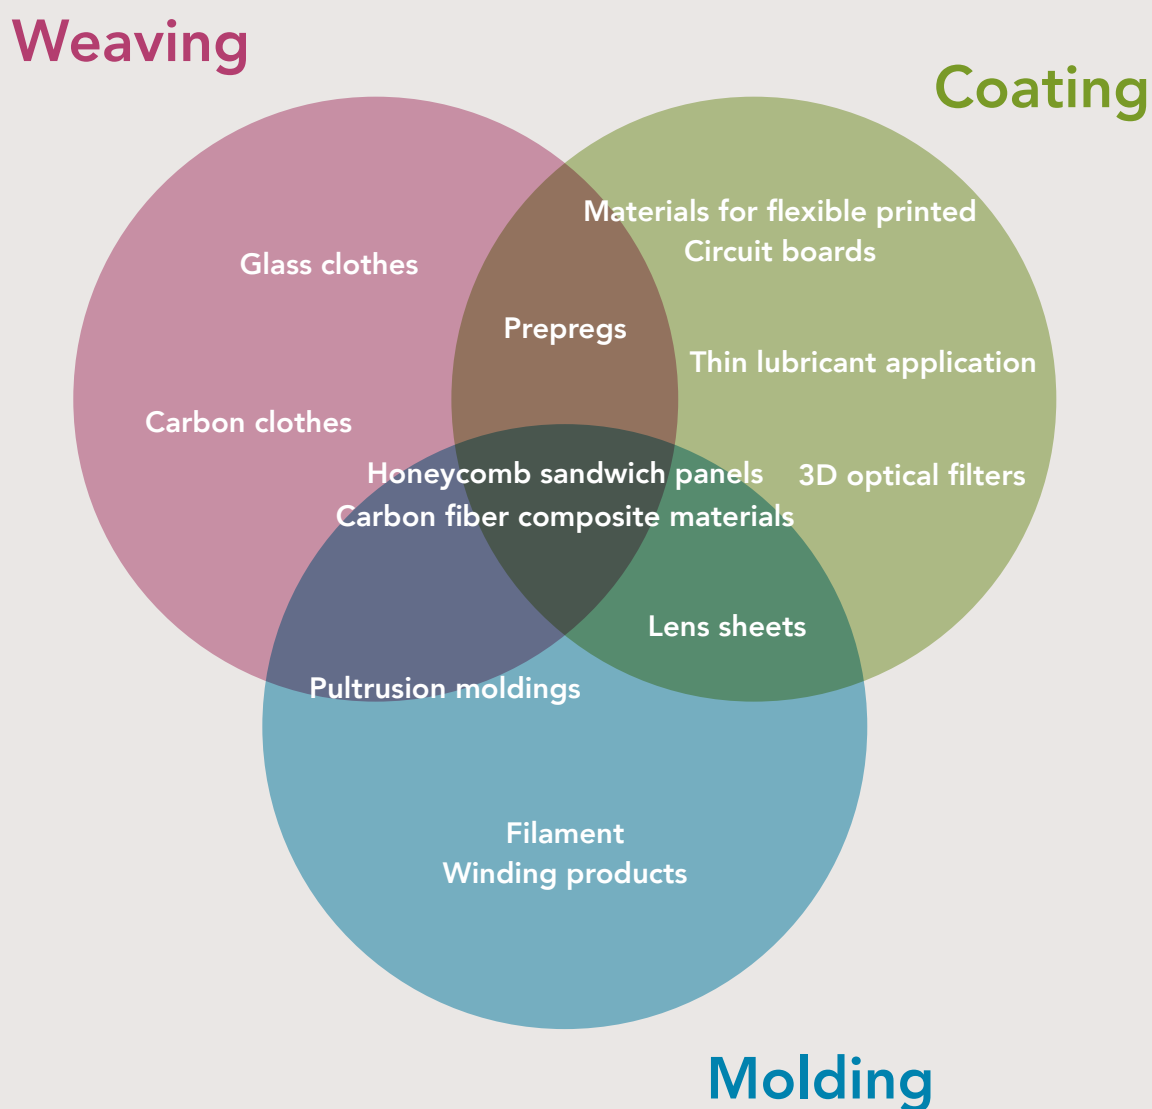 Weaving
Coating
Materials for flexible printed
Circuit boards
Glass clothes
Prepregs
Thin lubricant application
Carbon clothes
Honeycomb sandwich panels
3D optical filters
Carbon fiber composite materials
Lens sheets
Pultrusion moldings
Filament
Winding products
Molding